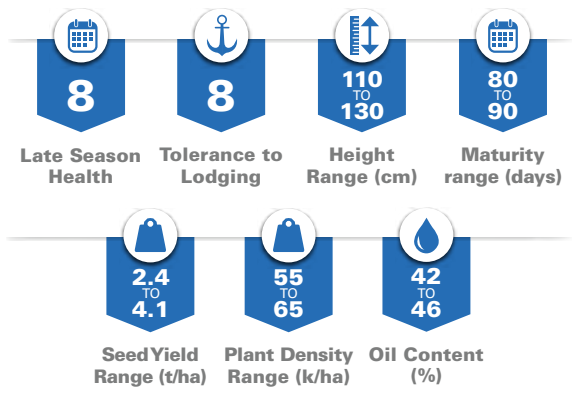 8
Late Season
Health
8
Tolerance to
Lodging
110
TO
130
Height
Range (cm)
80
TO
90
Maturity
range (days)
2.4
TO
4.1
Seed Yield
Range (t/ha)
55
TO
65
Plant Density
Range (k/ha)
42
TO
46
Oil Content
(%)